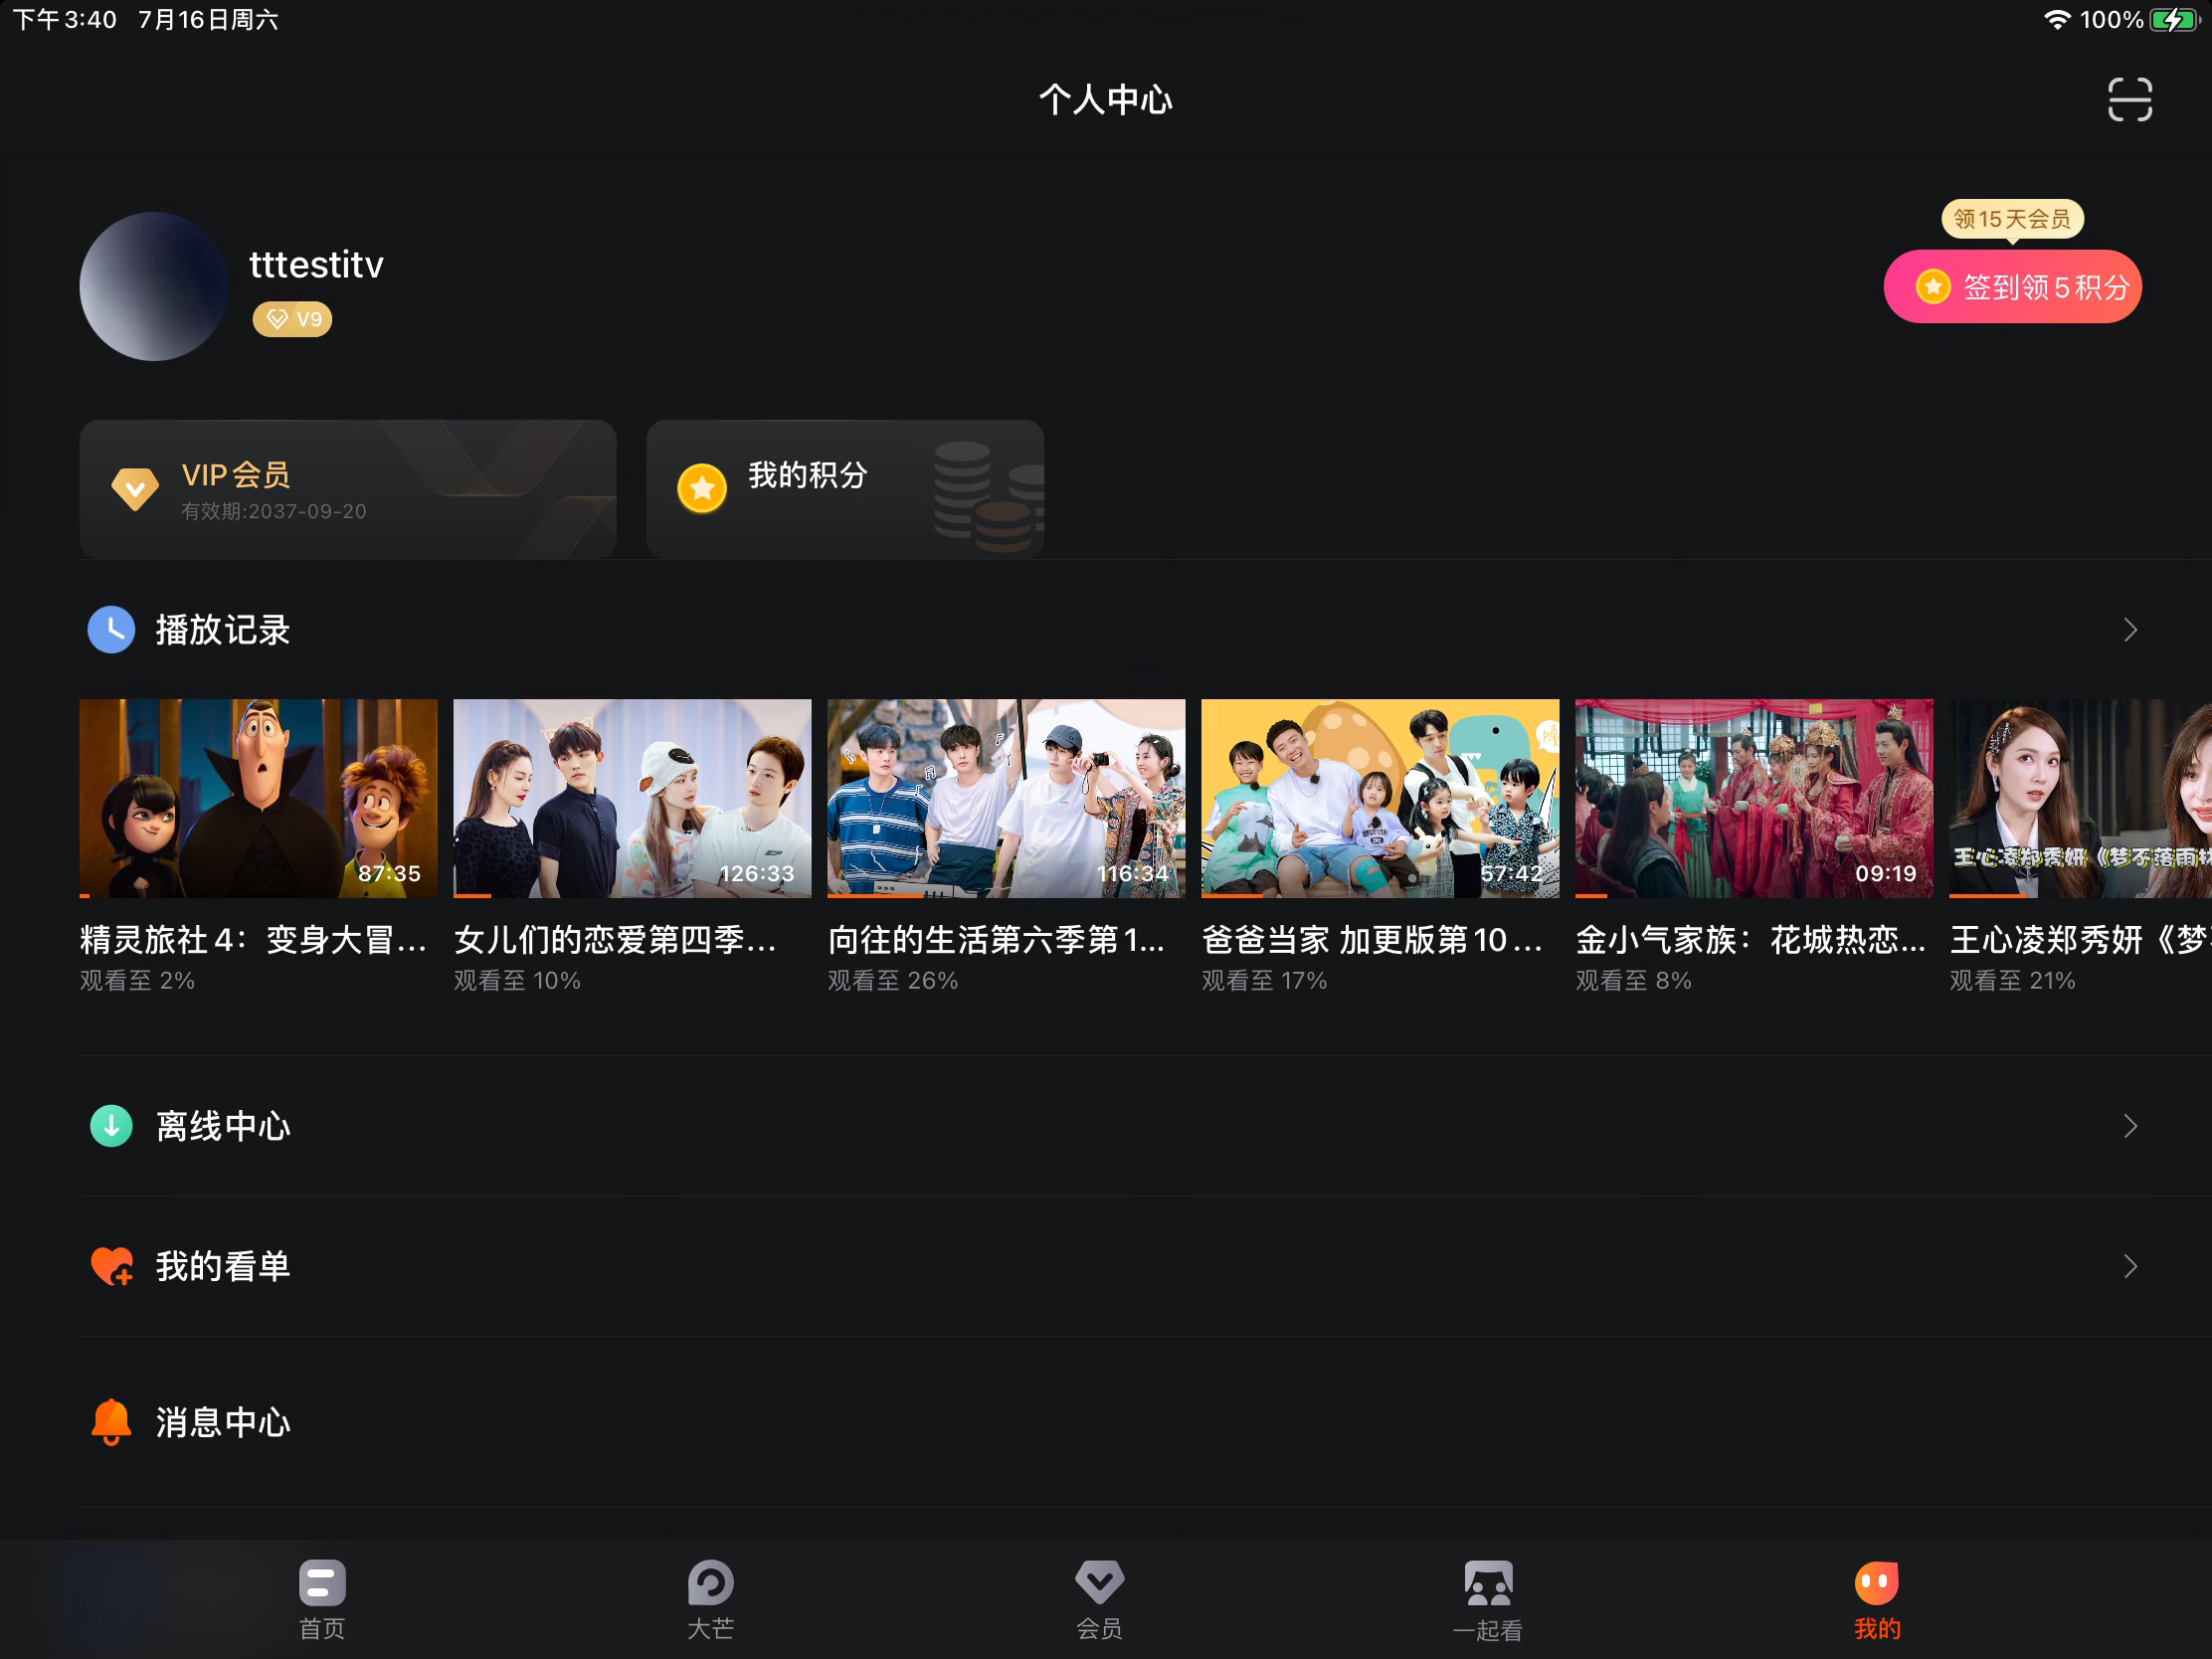 下午3:40 7月16日周六
100%
个人中心
领15天会员
签到领5积分
tttestitv
V9
VIP会员
有效期:2037-09-20
我的积分
播放记录
87:35
126:33
116:34
57:42
09:19
王心凌郑秀妍《梦不落雨林
精灵旅社4：变身大冒...
女儿们的恋爱第四季...
向往的生活第六季第1...
爸爸当家 加更版第10...
金小气家族：花城热恋...
王心凌郑秀妍《梦
观看至 2%
观看至 10%
观看至 26%
观看至 17%
观看至 8%
观看至 21%
离线中心
我的看单
消息中心
首页
大芒
会员
一起看
我的